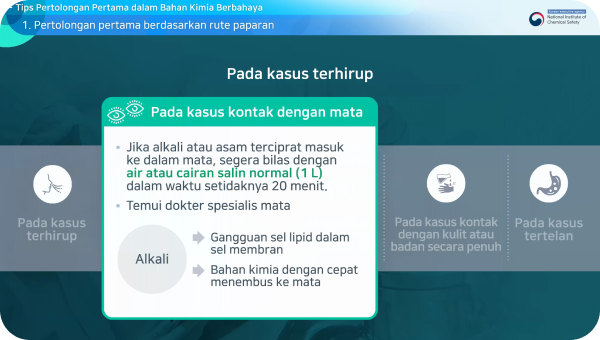 Tips Pertolongan Pertama dalam Bahan Kimia Berbahaya
1. Pertolongan pertama berdasarkan rute paparan
National Institute of
Chemical Safety
Pada kasus terhirup
Pada kasus kontak dengan mata
• Jika alkali atau asam terciprat masuk
ke dalam mata, segera bilas dengan
air atau cairan salin normal (1 L)
dalam waktu setidaknya 20 menit.
• Temui dokter spesialis mata
Alkali
Gangguan sel lipid dalam
sel membran
Bahan kimia dengan cepat
menembus ke mata
Pada kasus
terhirup
Pada kasus kontak
dengan kulit atau
badan secara penuh
Pada kasus
tertelan